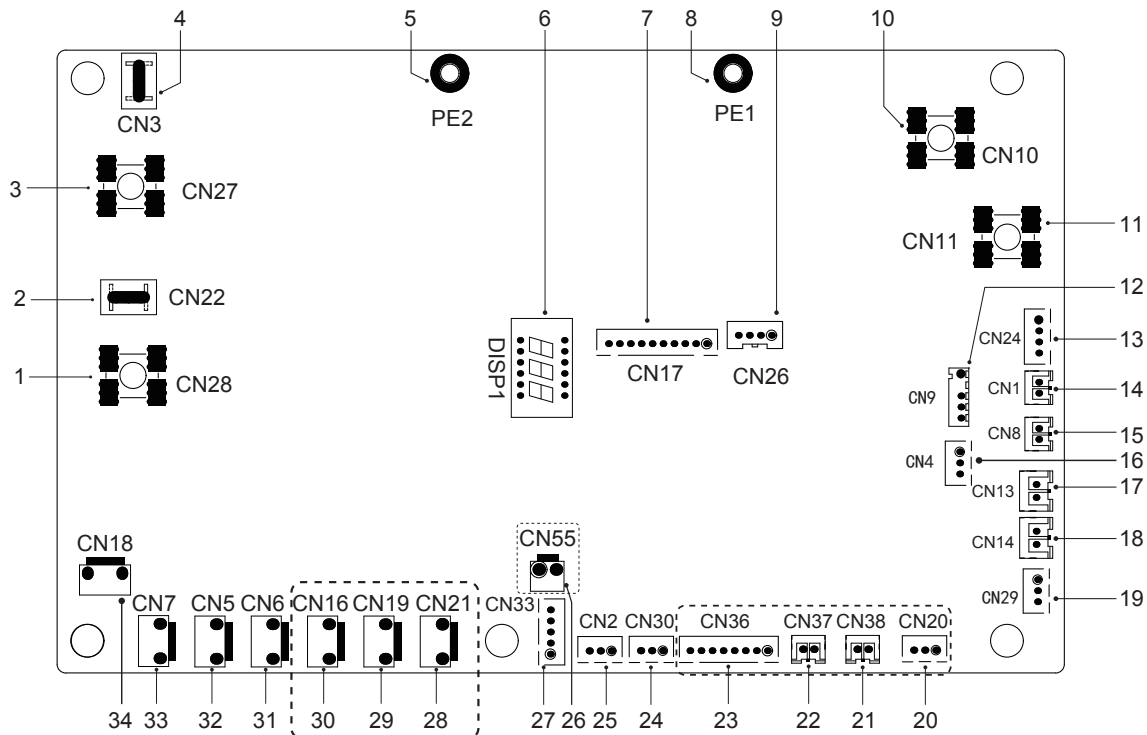 4 5 6 7 8 9 10
CN3
PE2
PE1
CN10
3
CN27
CN11
11
2
CN22
12
DISP1
CN17
CN26
CN24
13
1
CN28
CN9
CN1
14
CN8
15
CN4
16
CN13
17
CN14
18
CN18
CN55
CN29
19
CN7 CN5 CN6 CN16 CN19 CN21 CN33 CN2 CN30 CN36 CN37 CN38 CN20
34 33 32 31 30 29 28 27 26 25 24 23 22 21 20